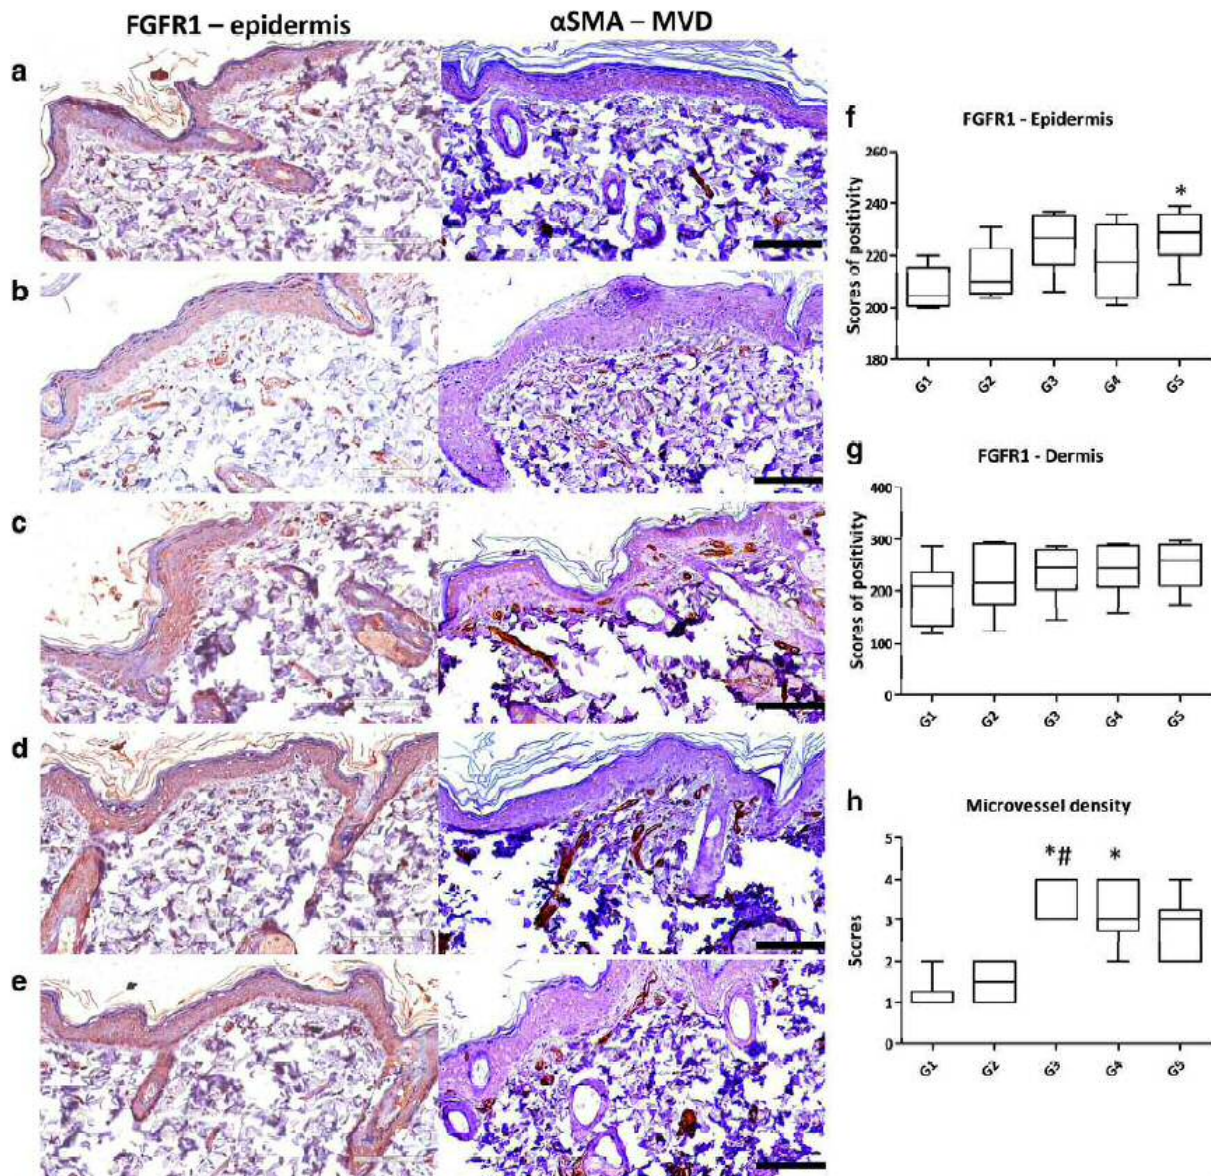 FGFR1 – epidermis
αSMA – MVD
a
b
c
d
e
f
FGFR1 - Epidermis
Scores of positivity
260
240
220
200
180
*
G1 G2 G3 G4 G5
g
FGFR1 - Dermis
Scores of positivity
400
300
200
100
0
G1 G2 G3 G4 G5
h
Microvessel density
Scores
5
4
3
2
1
0
*# *
G1 G2 G3 G4 G5